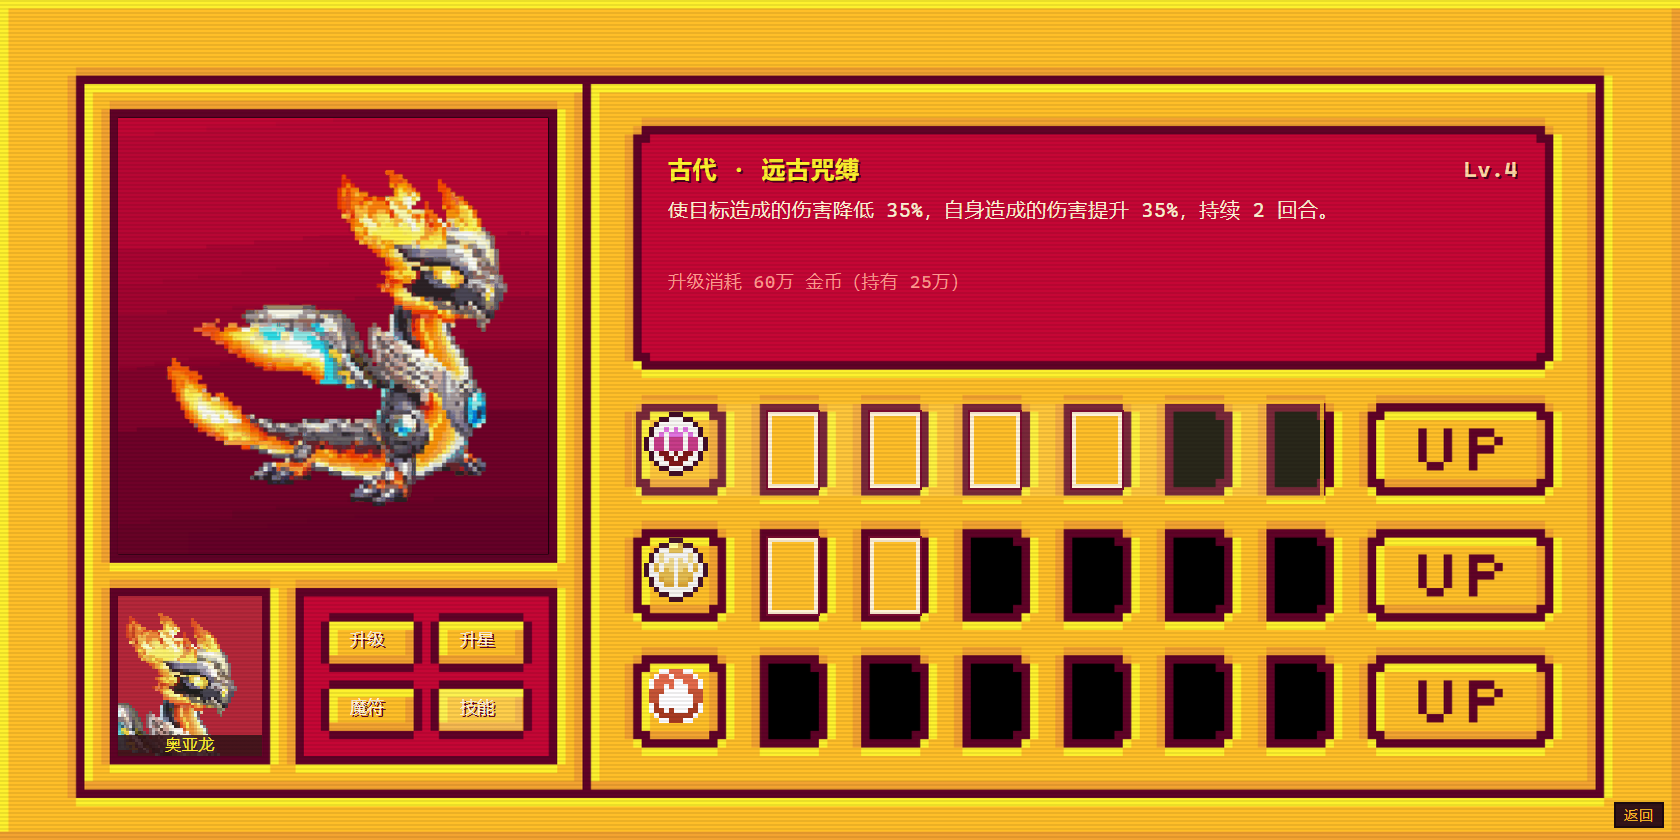 古代 · 远古咒缚
Lv.4
使目标造成的伤害降低 35%, 自身造成的伤害提升 35%, 持续 2 回合。
升级消耗 60万 金币 (持有 25万)
UP
UP
UP
升级
升星
魔符
技能
奥亚龙
返回